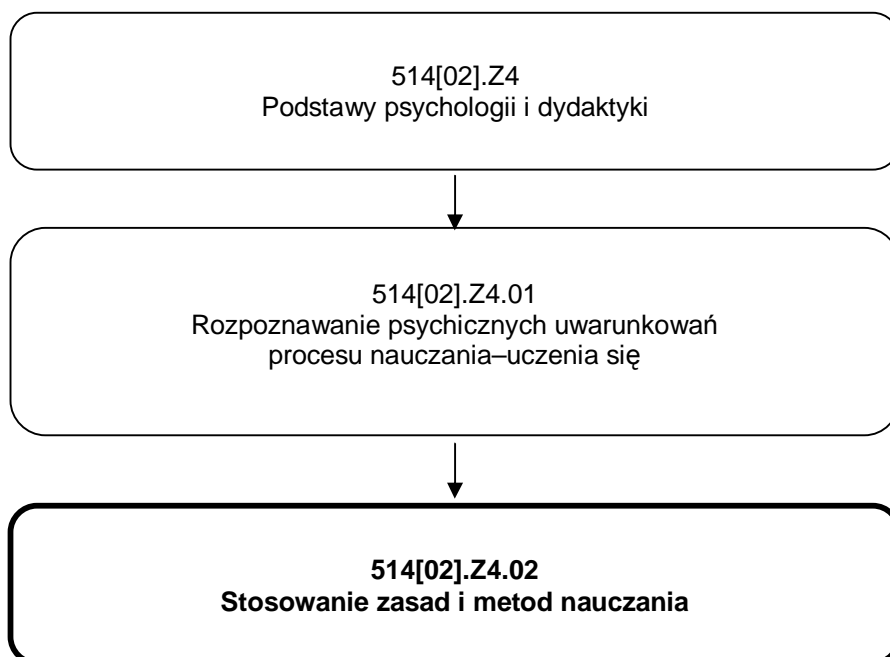 514[02].Z4
Podstawy psychologii i dydaktyki
514[02].Z4.01
Rozpoznawanie psychicznych uwarunkowań
procesu nauczania–uczenia się
514[02].Z4.02
Stosowanie zasad i metod nauczania